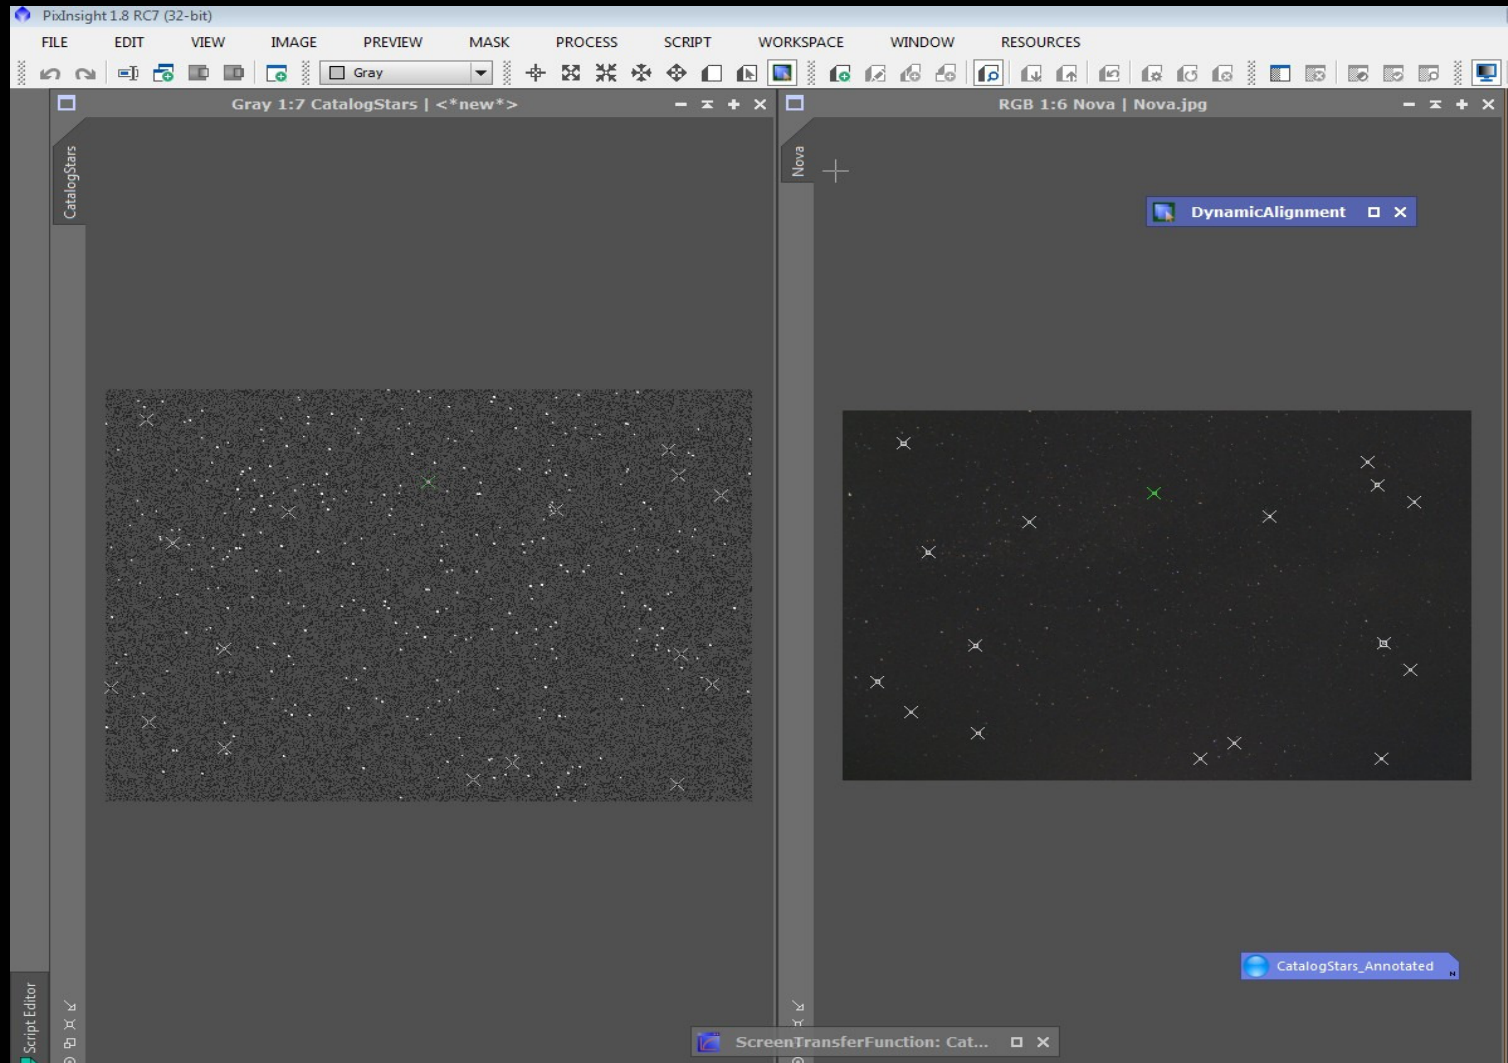 PixInsight 1.8 RC7 (32-bit)
FILE EDIT VIEW IMAGE PREVIEW MASK PROCESS SCRIPT WORKSPACE WINDOW RESOURCES
Gray
Gray 1:7 CatalogStars | <*new*>
RGB 1:6 Nova | Nova.jpg
CatalogStars
Nova
DynamicAlignment
CatalogStars_Annotated
N
Script Editor
ScreenTransferFunction: Cat...